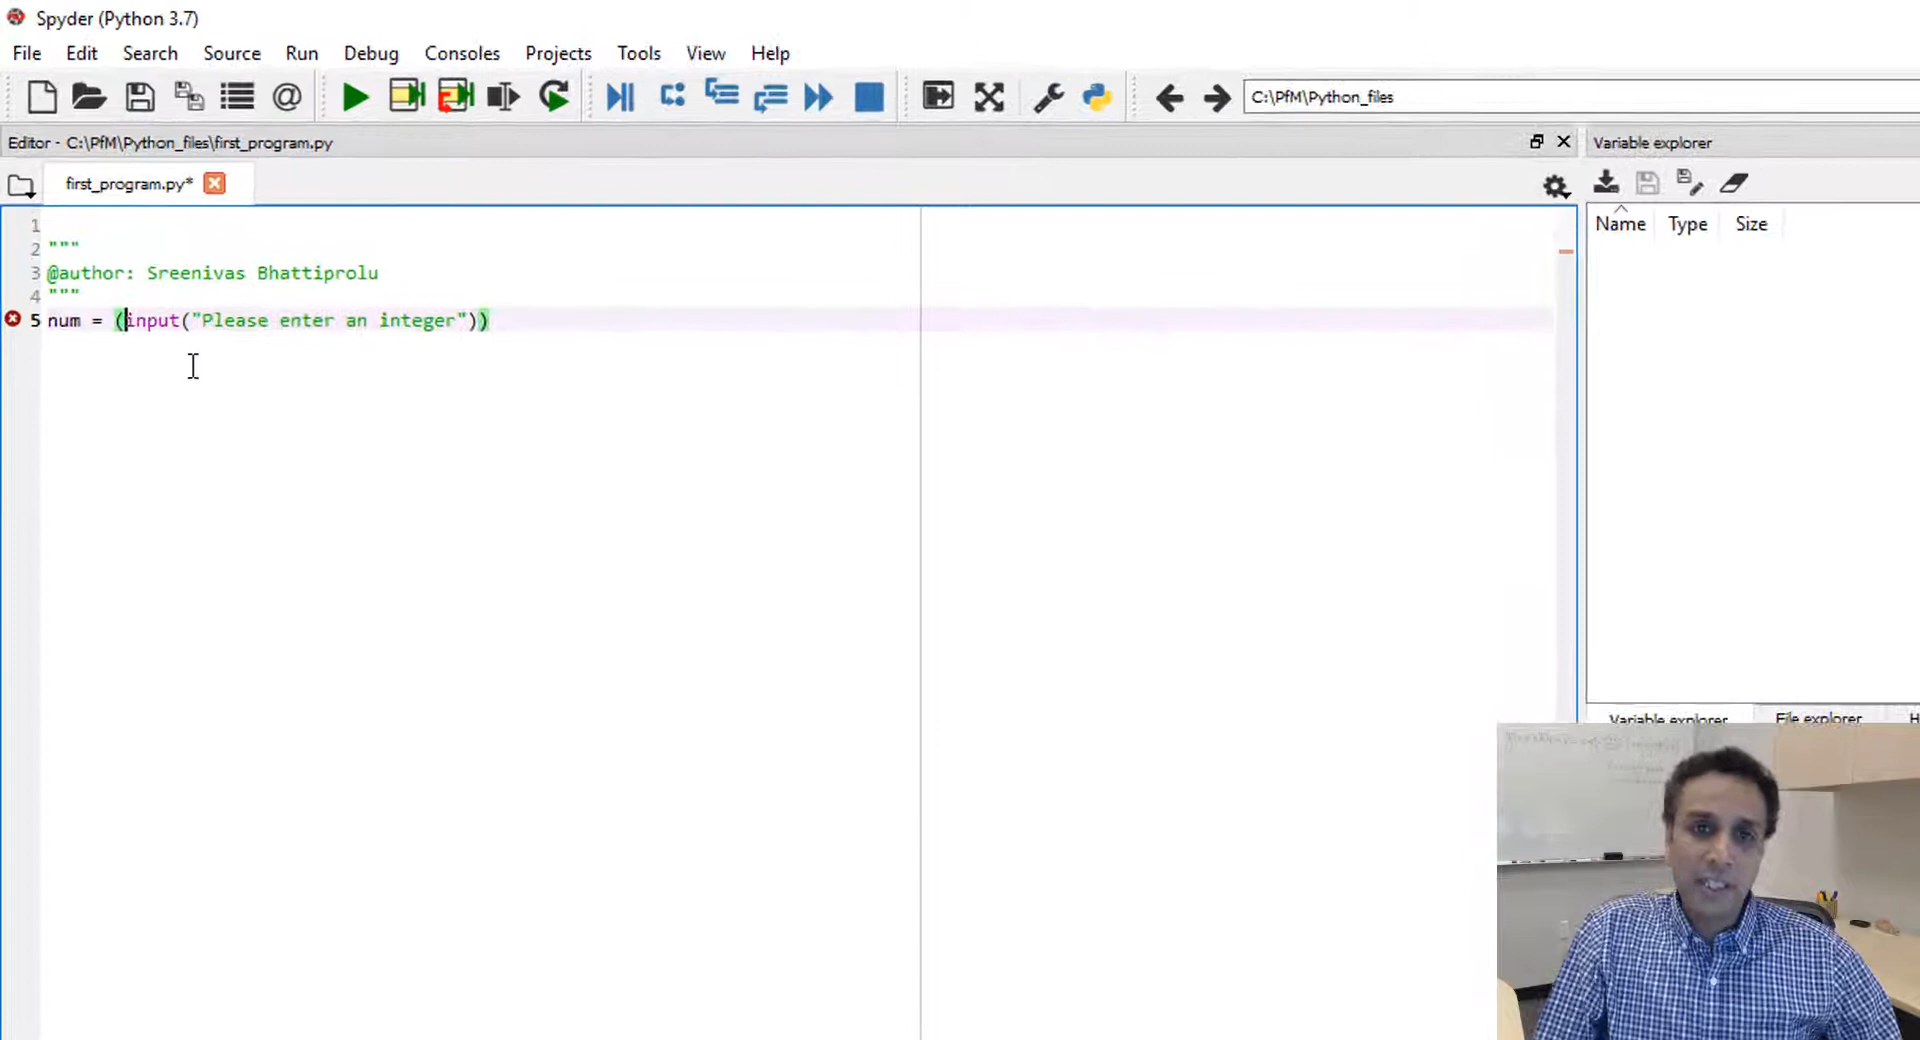 Spyder (Python 3.7)
File Edit Search Source Run Debug Consoles Projects Tools View Help
C:\PfM\Python_files
Editor - C:\PfM\Python_files\first_program.py
Variable explorer
first_program.py*
Name Type Size
1
2 """
3 @author: Sreenivas Bhattiprolu
4 """
5 num = (input("Please enter an integer"))
Variable explorer File explorer H